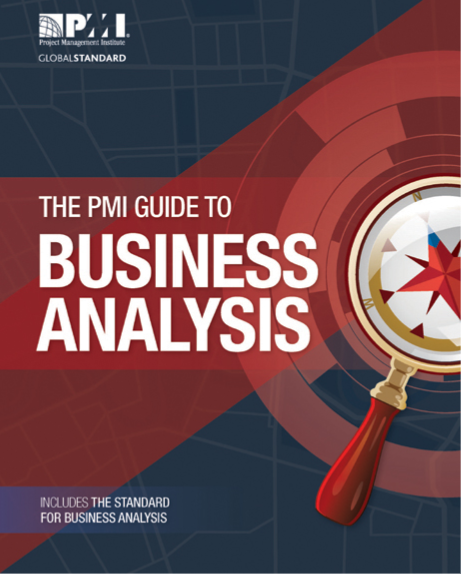 PMI®
Project Management Institute
GLOBALSTANDARD
THE PMI GUIDE TO
BUSINESS
ANALYSIS
INCLUDES THE STANDARD
FOR BUSINESS ANALYSIS
N
W